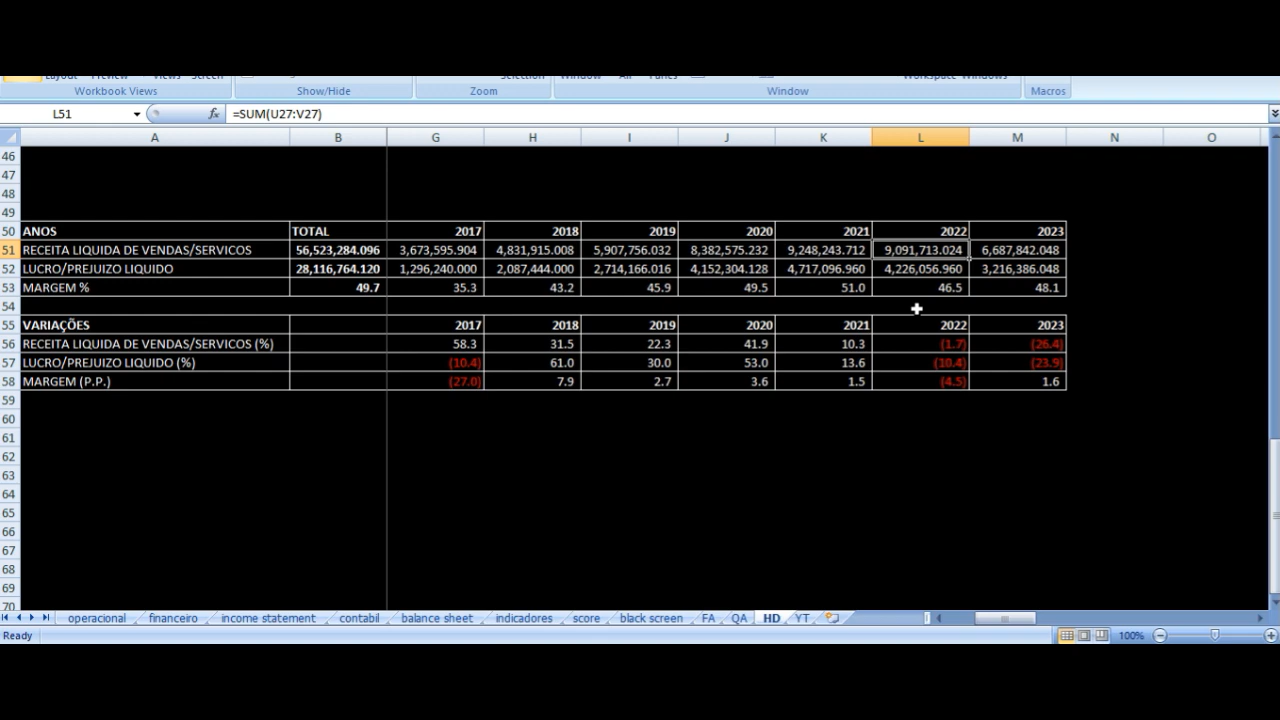 Layout Preview Views Screen Selection Window All Panes Workspace Windows
Workbook Views Show/Hide Zoom Window Macros
L51 fx =SUM(U27:V27)
A B G H I J K L M N O
46
47
48
49
50 ANOS TOTAL 2017 2018 2019 2020 2021 2022 2023
51 RECEITA LIQUIDA DE VENDAS/SERVICOS 56,523,284.096 3,673,595.904 4,831,915.008 5,907,756.032 8,382,575.232 9,248,243.712 9,091,713.024 6,687,842.048
52 LUCRO/PREJUIZO LIQUIDO 28,116,764.120 1,296,240.000 2,087,444.000 2,714,166.016 4,152,304.128 4,717,096.960 4,226,056.960 3,216,386.048
53 MARGEM % 49.7 35.3 43.2 45.9 49.5 51.0 46.5 48.1
54
55 VARIAÇÕES 2017 2018 2019 2020 2021 2022 2023
56 RECEITA LIQUIDA DE VENDAS/SERVICOS (%) 58.3 31.5 22.3 41.9 10.3 (1.7) (26.4)
57 LUCRO/PREJUIZO LIQUIDO (%) (10.4) 61.0 30.0 53.0 13.6 (10.4) (23.9)
58 MARGEM (P.P.) (27.0) 7.9 2.7 3.6 1.5 (4.5) 1.6
59
60
61
62
63
64
65
66
67
68
69
70
operacional financeiro income statement contabil balance sheet indicadores score black screen FA QA HD YT
Ready 100%